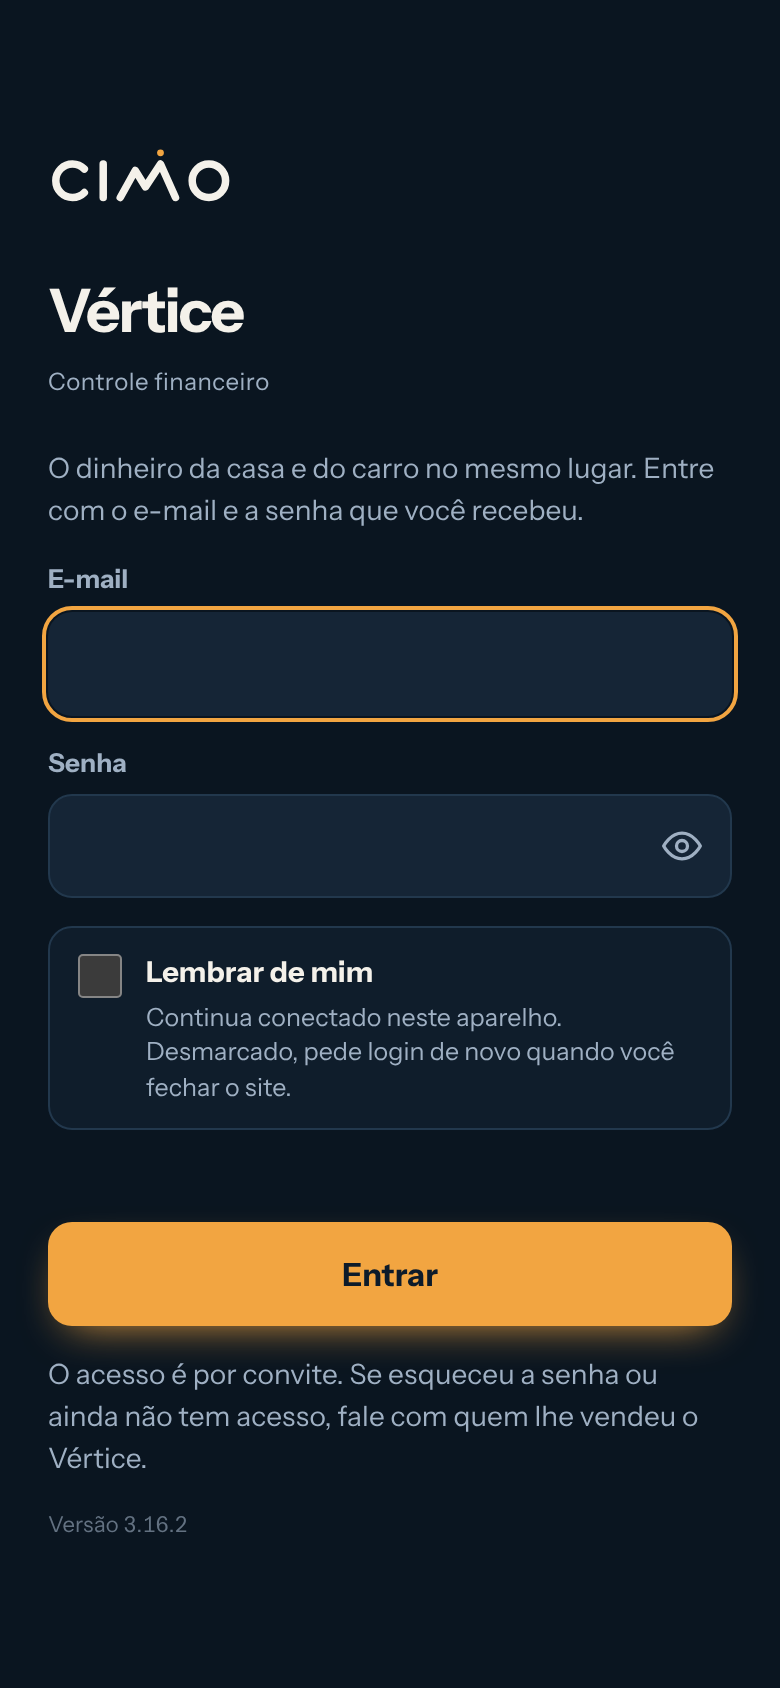 CIMO
Vértice
Controle financeiro
O dinheiro da casa e do carro no mesmo lugar. Entre
com o e-mail e a senha que você recebeu.
E-mail
Senha
Lembrar de mim
Continua conectado neste aparelho.
Desmarcado, pede login de novo quando você
fechar o site.
Entrar
O acesso é por convite. Se esqueceu a senha ou
ainda não tem acesso, fale com quem lhe vendeu o
Vértice.
Versão 3.16.2